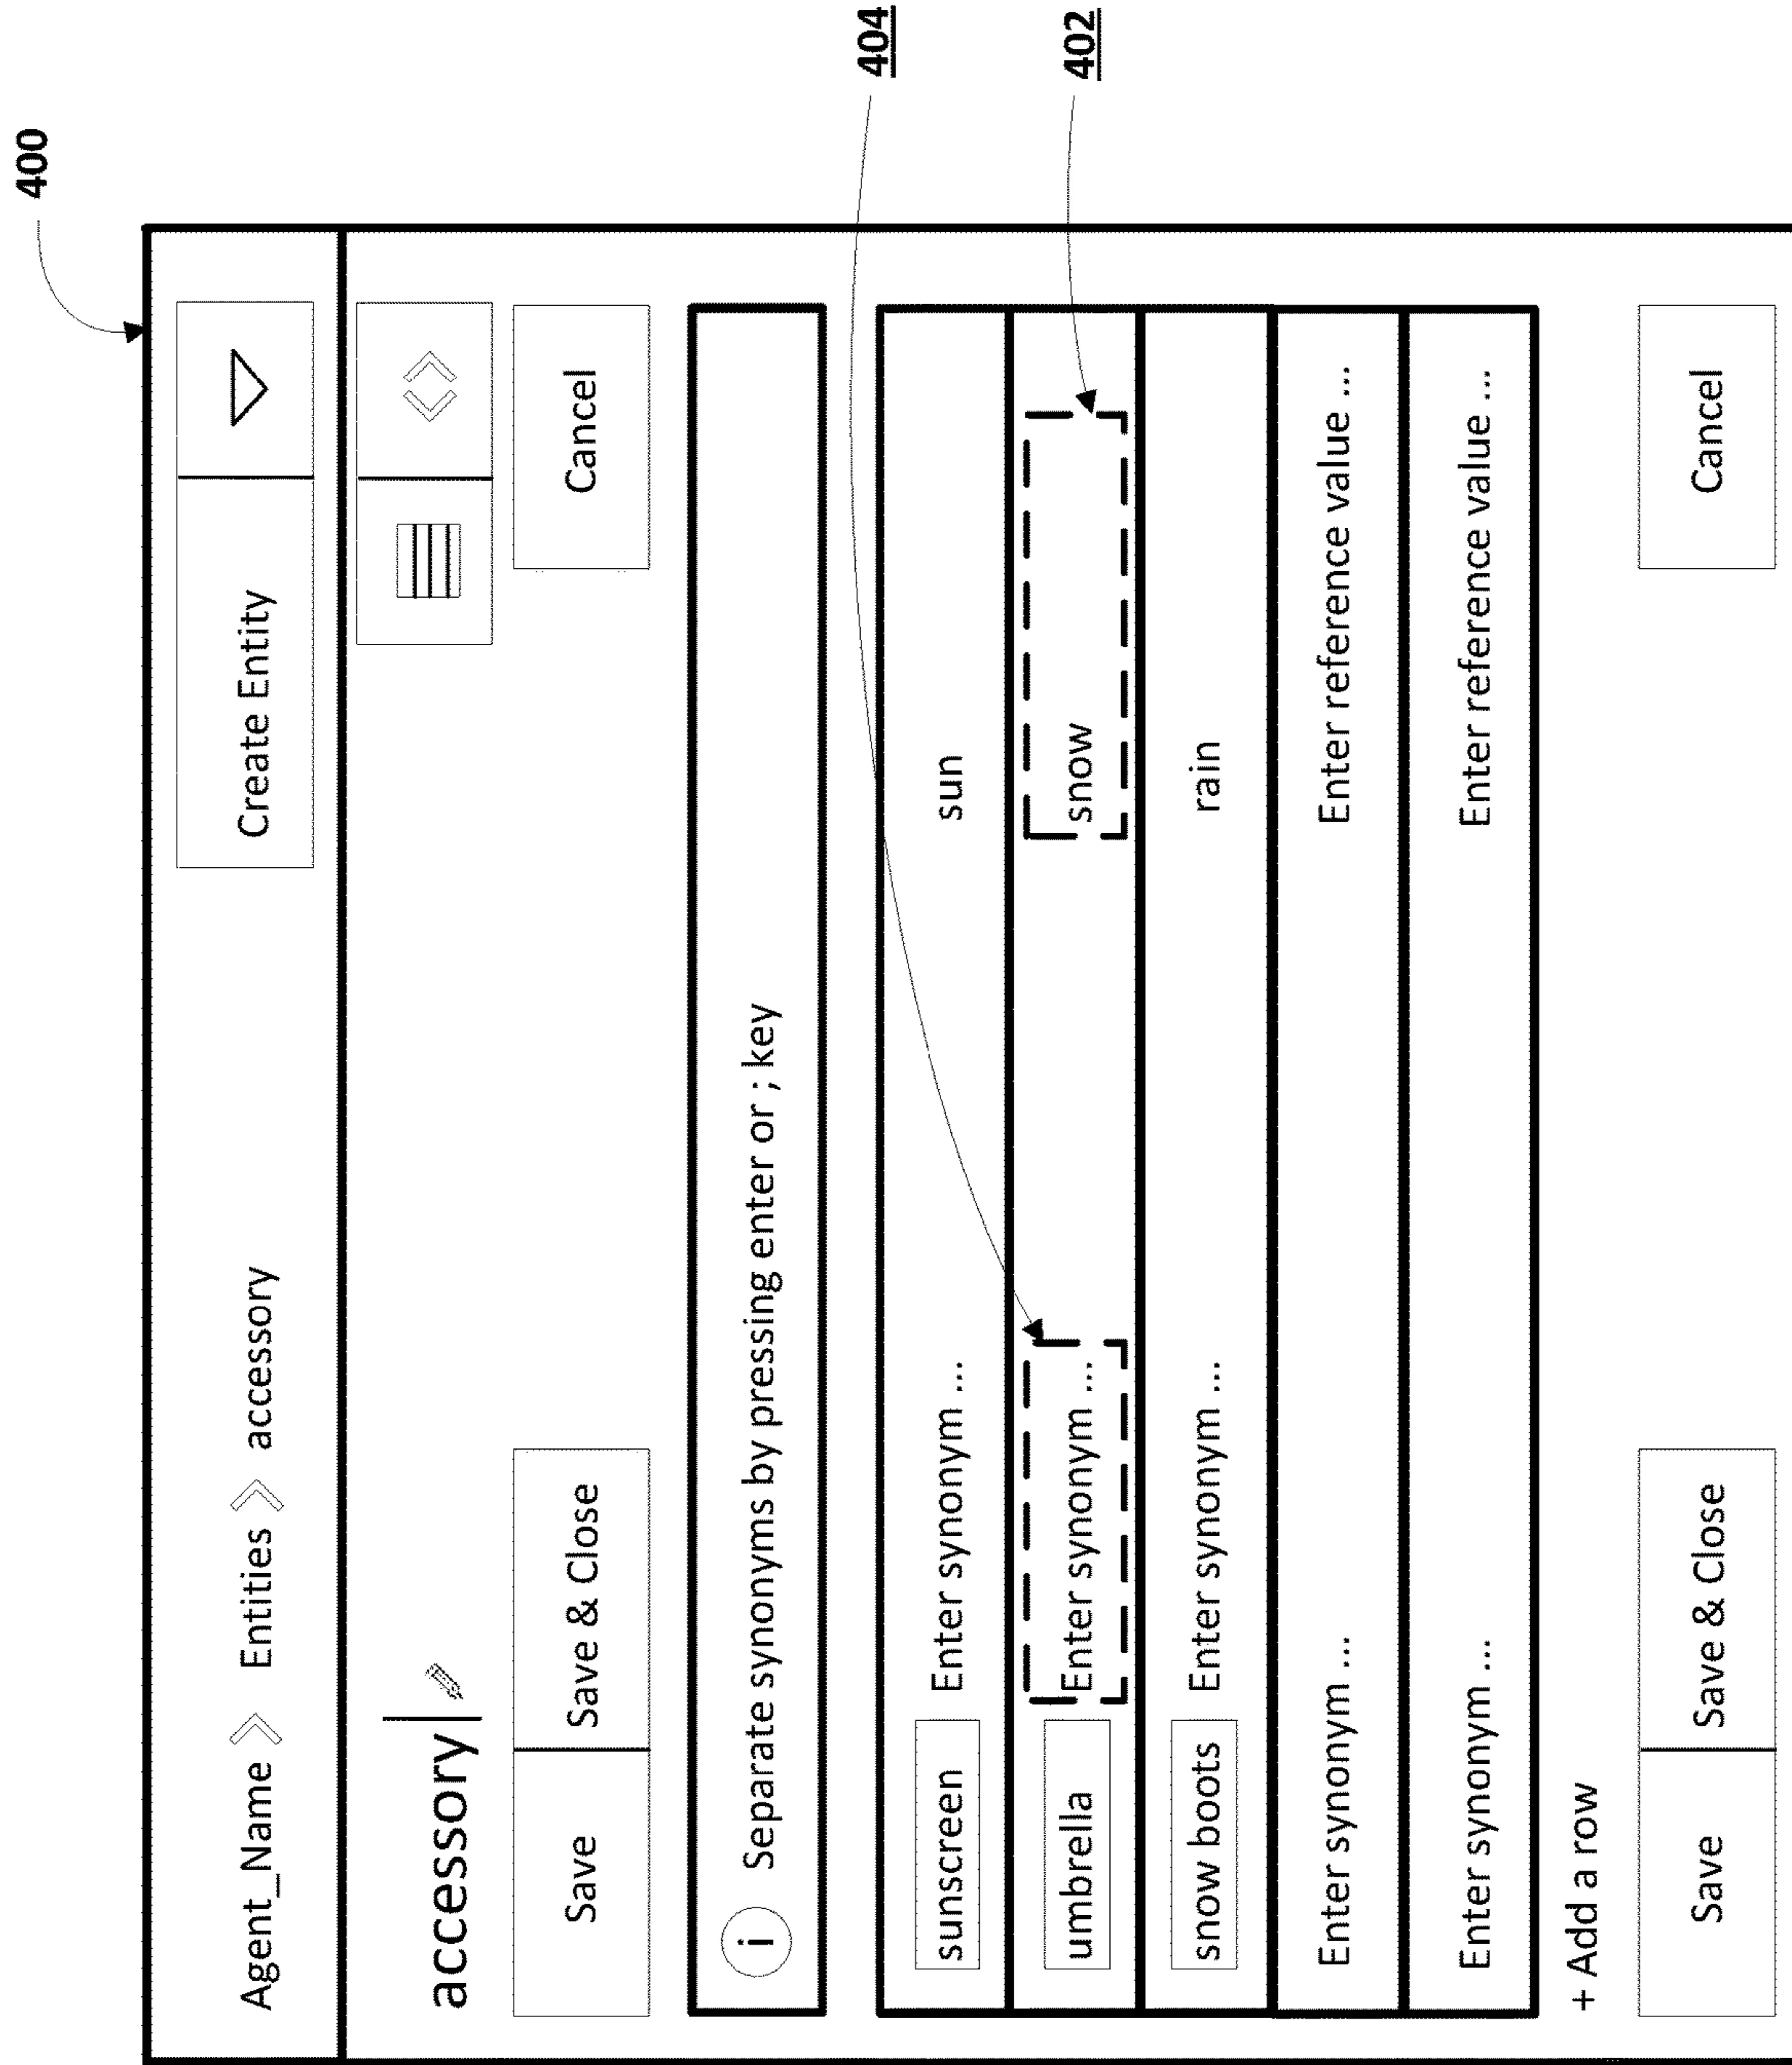 400
Agent_Name Entities accessory Create Entity
accessory
Save Save & Close Cancel
i Separate synonyms by pressing enter or ; key
404
sunscreen Enter synonym ... sun
umbrella Enter synonym ... snow
402
snow boots Enter synonym ... rain
Enter synonym ... Enter reference value ...
Enter synonym ... Enter reference value ...
+ Add a row
Save Save & Close Cancel